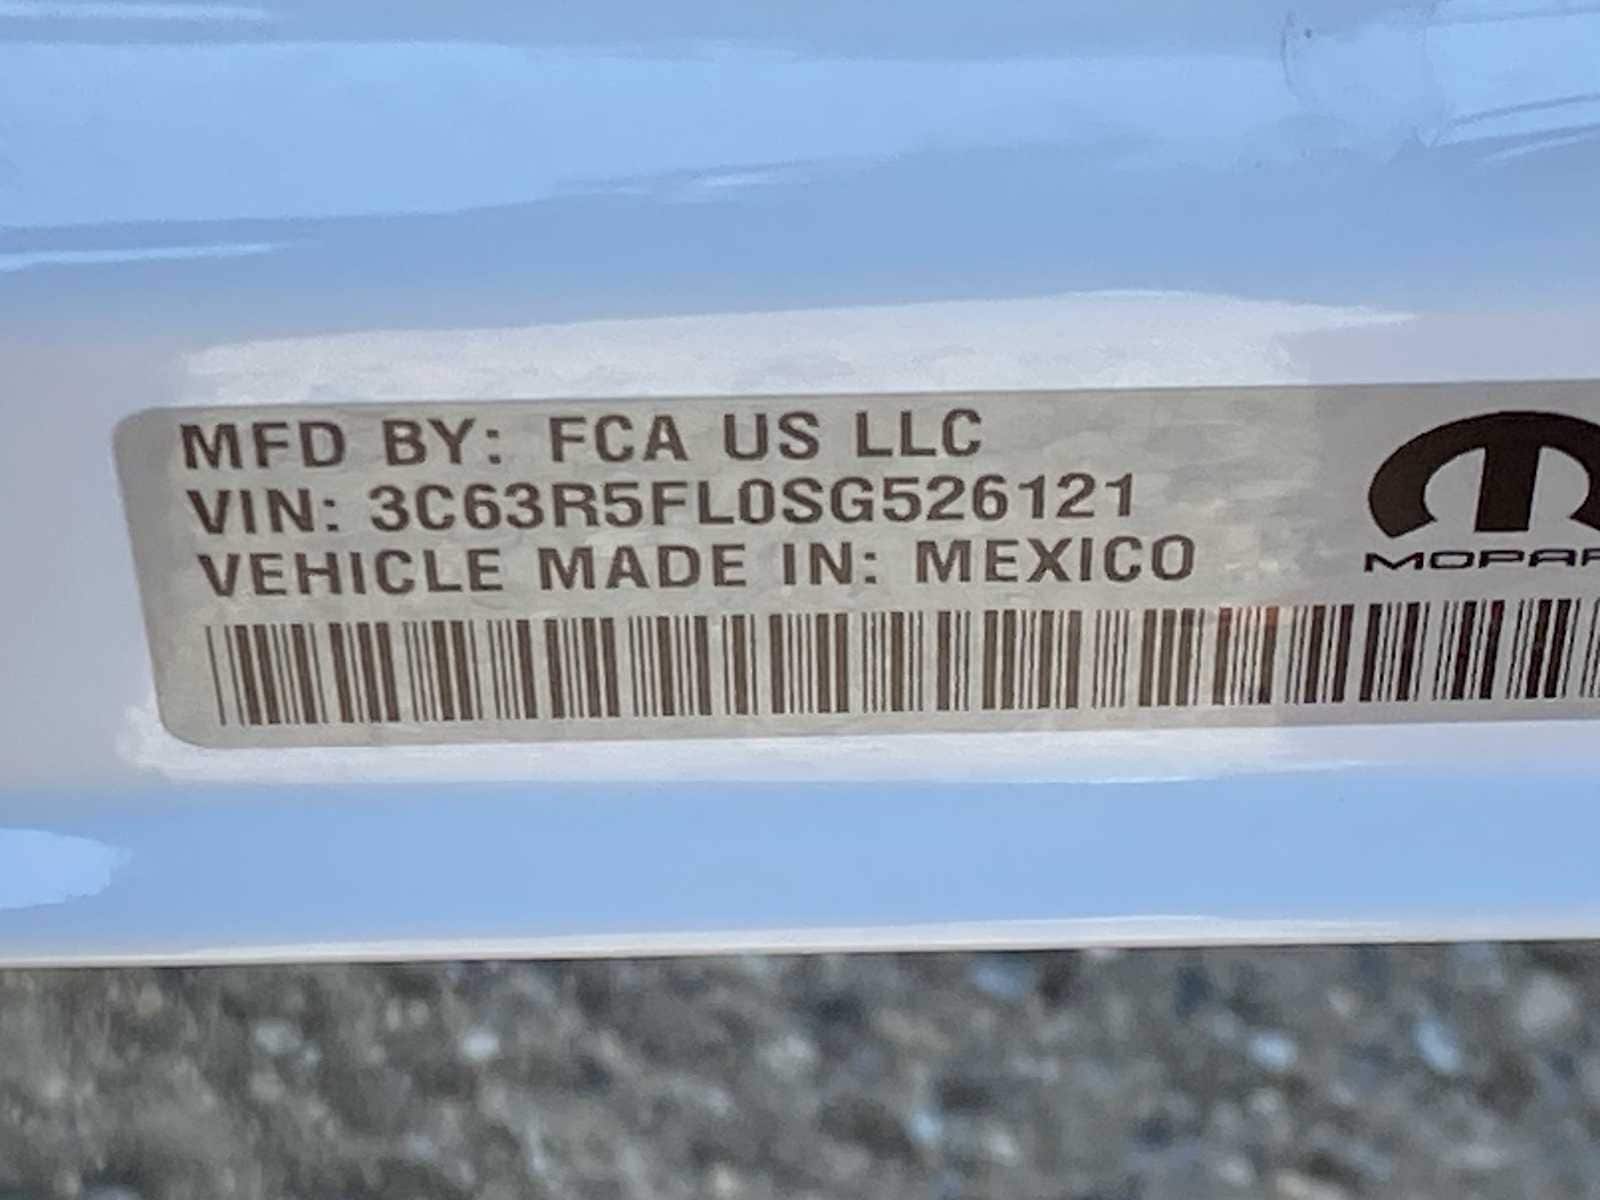 MFD BY: FCA US LLC
VIN: 3C63R5FL0SG526121
VEHICLE MADE IN: MEXICO
MOPAR